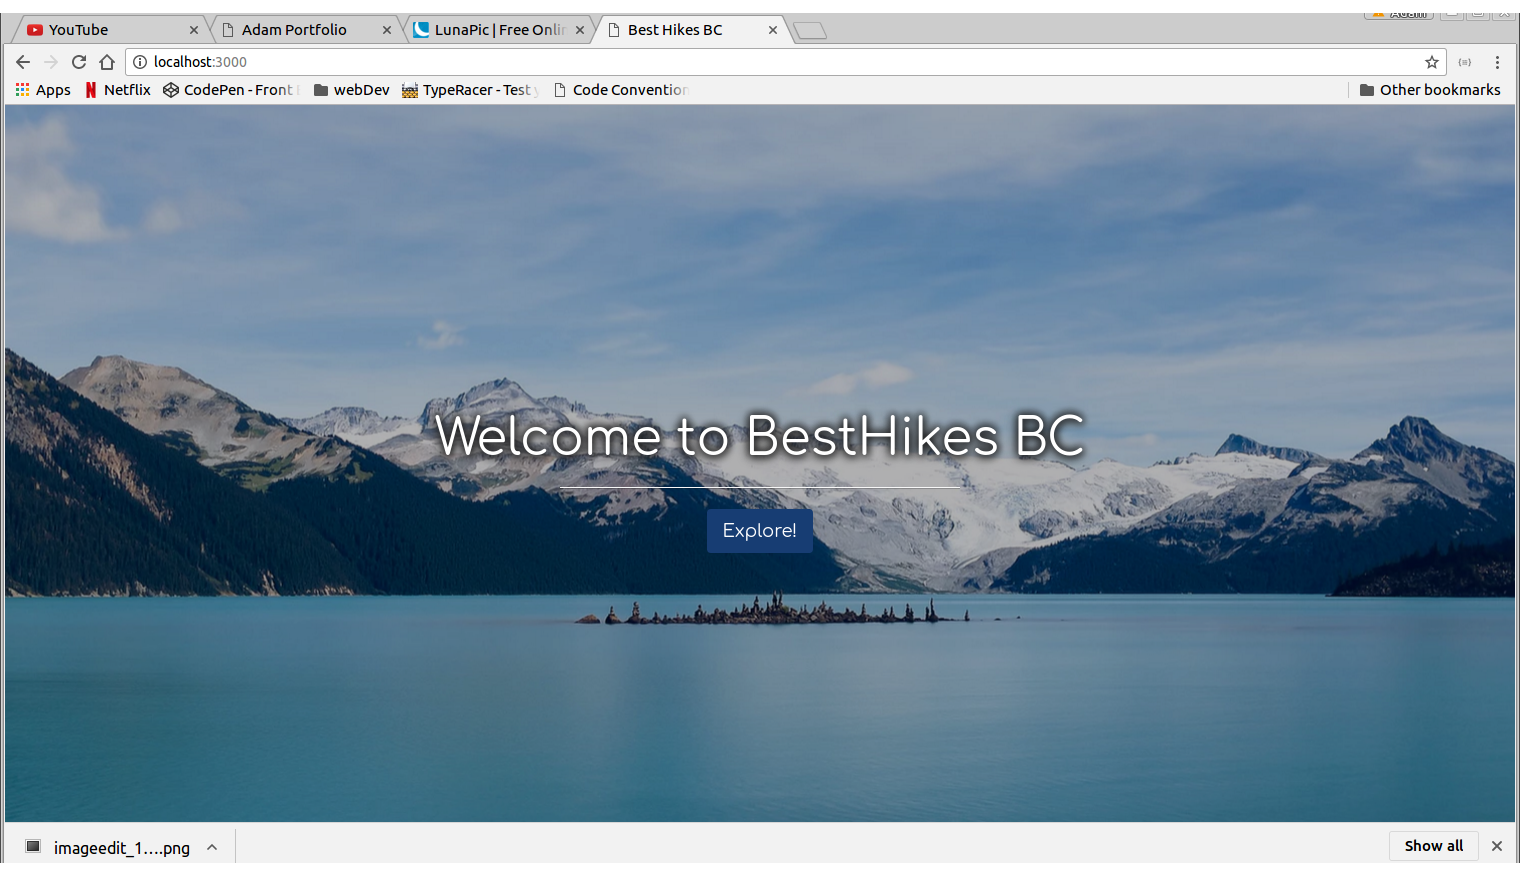 Adam
YouTube
Adam Portfolio
LunaPic | Free Onlin
Best Hikes BC
localhost:3000
Apps
Netflix
CodePen - Front
webDev
TypeRacer - Test y
Code Convention
Other bookmarks
Welcome to BestHikes BC
Explore!
imageedit_1....png
Show all